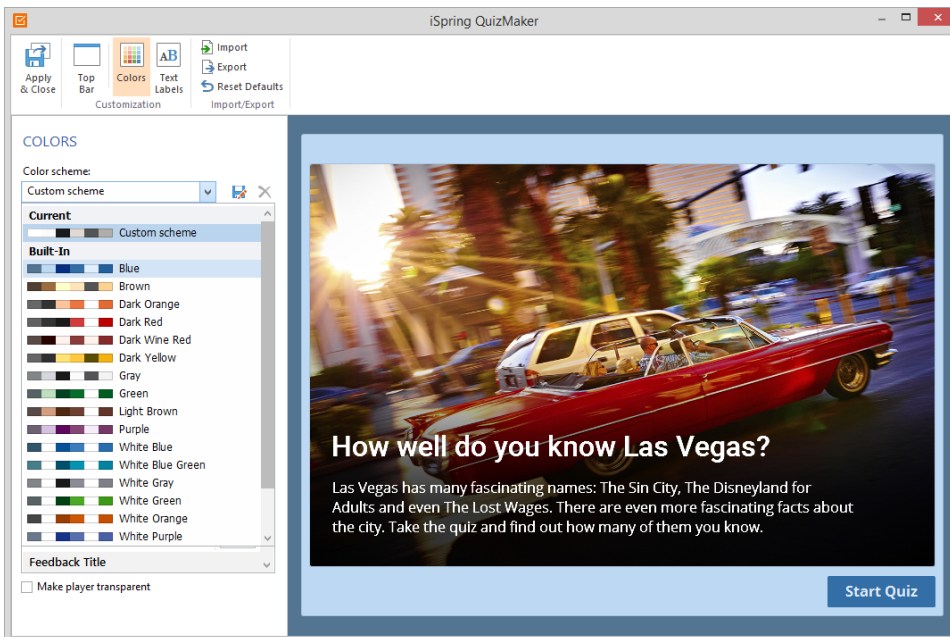 iSpring QuizMaker
Apply
& Close
Top
Bar
Colors
Text
Labels
AB
Customization
Import
Export
Reset Defaults
Import/Export
COLORS
Color scheme:
Custom scheme
Current
Custom scheme
Built-In
Blue
Brown
Dark Orange
Dark Red
Dark Wine Red
Dark Yellow
Gray
Green
Light Brown
Purple
White Blue
White Blue Green
White Gray
White Green
White Orange
White Purple
Feedback Title
Make player transparent
How well do you know Las Vegas?
Las Vegas has many fascinating names: The Sin City, The Disneyland for
Adults and even The Lost Wages. There are even more fascinating facts about
the city. Take the quiz and find out how many of them you know.
Start Quiz